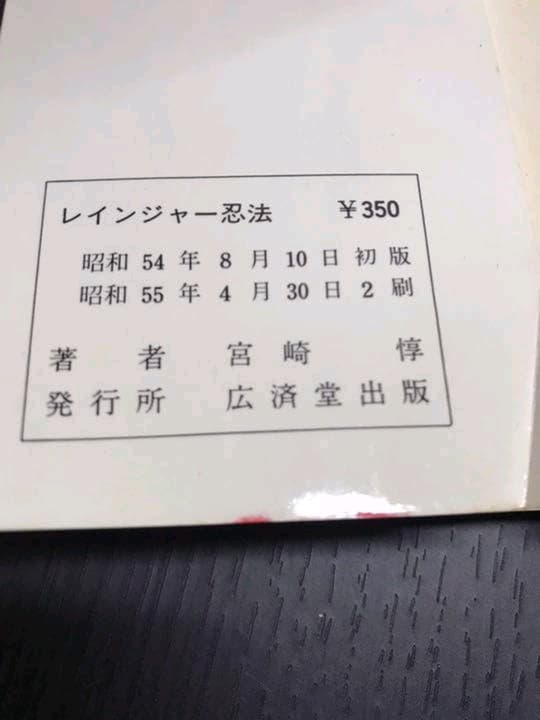 レインジャー忍法 ¥350
昭和 54 年 8 月 10 日 初 版
昭和 55 年 4 月 30 日 2 刷
著 者 宮 崎 惇
発行所 広済堂出版